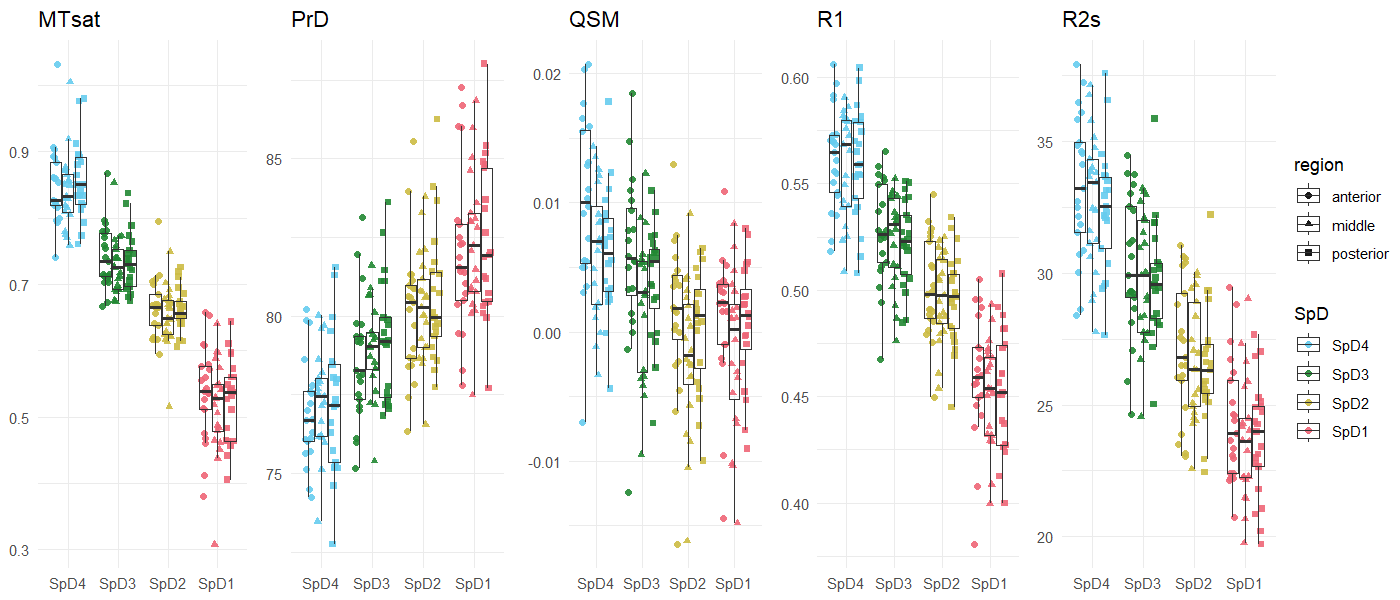 MTsat PrD QSM R1 R2s
0.9
0.7
0.5
0.3
SpD4 SpD3 SpD2 SpD1
85
80
75
SpD4 SpD3 SpD2 SpD1
0.02
0.01
0.00
-0.01
SpD4 SpD3 SpD2 SpD1
0.60
0.55
0.50
0.45
0.40
SpD4 SpD3 SpD2 SpD1
35
30
25
20
SpD4 SpD3 SpD2 SpD1
region
anterior
middle
posterior
SpD
SpD4
SpD3
SpD2
SpD1